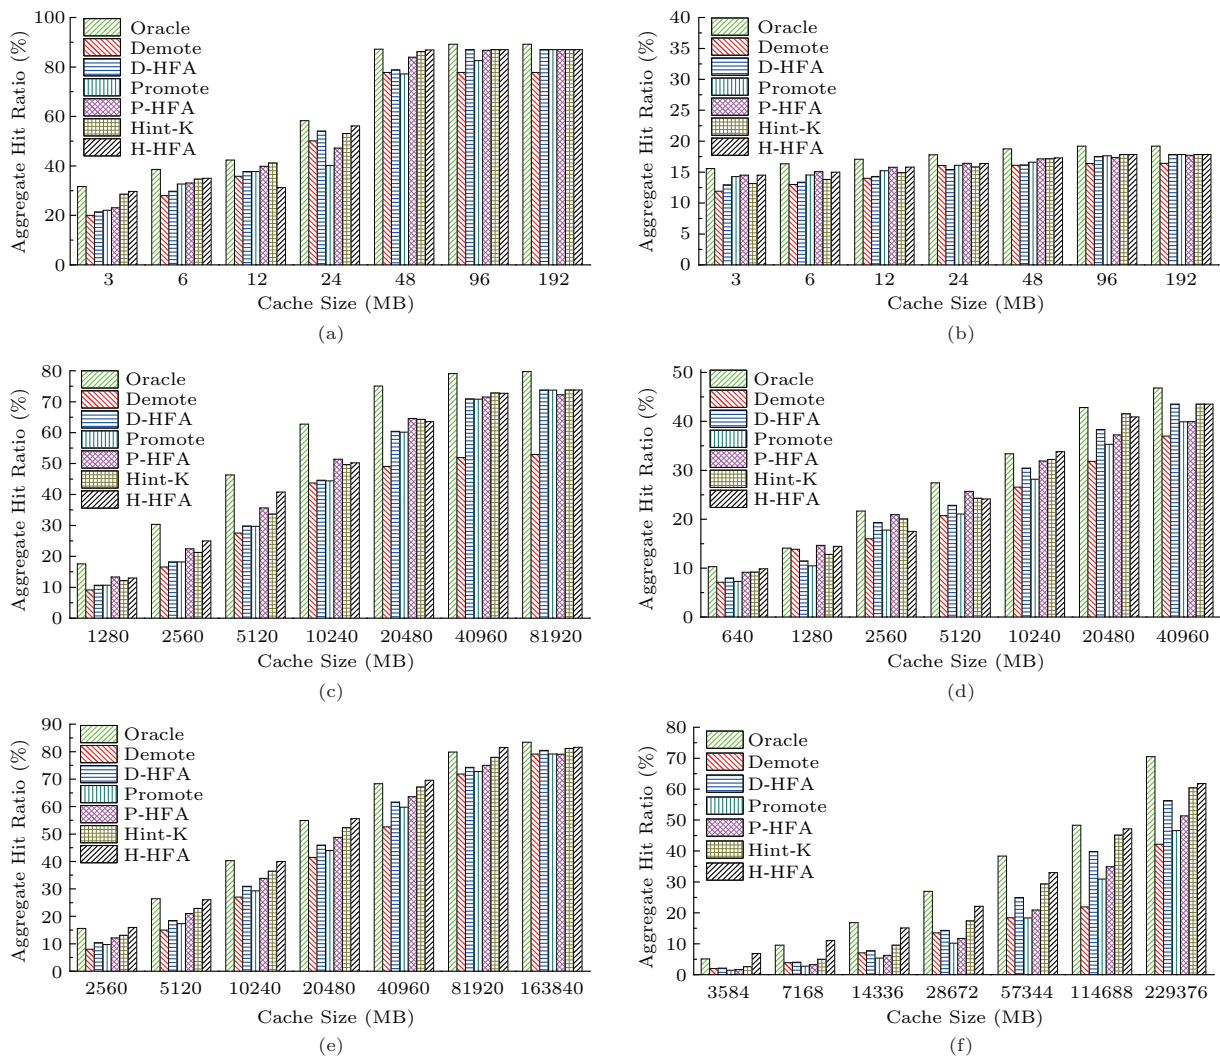 Aggregate Hit Ratio (%)
100
80
60
40
20
0
Oracle
Demote
D-HFA
Promote
P-HFA
Hint-K
H-HFA
3 6 12 24 48 96 192
Cache Size (MB)
(a)
Aggregate Hit Ratio (%)
40
35
30
25
20
15
10
5
0
Oracle
Demote
D-HFA
Promote
P-HFA
Hint-K
H-HFA
3 6 12 24 48 96 192
Cache Size (MB)
(b)
Aggregate Hit Ratio (%)
80
70
60
50
40
30
20
10
0
Oracle
Demote
D-HFA
Promote
P-HFA
Hint-K
H-HFA
1280 2560 5120 10240 20480 40960 81920
Cache Size (MB)
(c)
Aggregate Hit Ratio (%)
50
40
30
20
10
0
Oracle
Demote
D-HFA
Promote
P-HFA
Hint-K
H-HFA
640 1280 2560 5120 10240 20480 40960
Cache Size (MB)
(d)
Aggregate Hit Ratio (%)
90
80
70
60
50
40
30
20
10
0
Oracle
Demote
D-HFA
Promote
P-HFA
Hint-K
H-HFA
2560 5120 10240 20480 40960 81920 163840
Cache Size (MB)
(e)
Aggregate Hit Ratio (%)
80
70
60
50
40
30
20
10
0
Oracle
Demote
D-HFA
Promote
P-HFA
Hint-K
H-HFA
3584 7168 14336 28672 57344 114688 229376
Cache Size (MB)
(f)